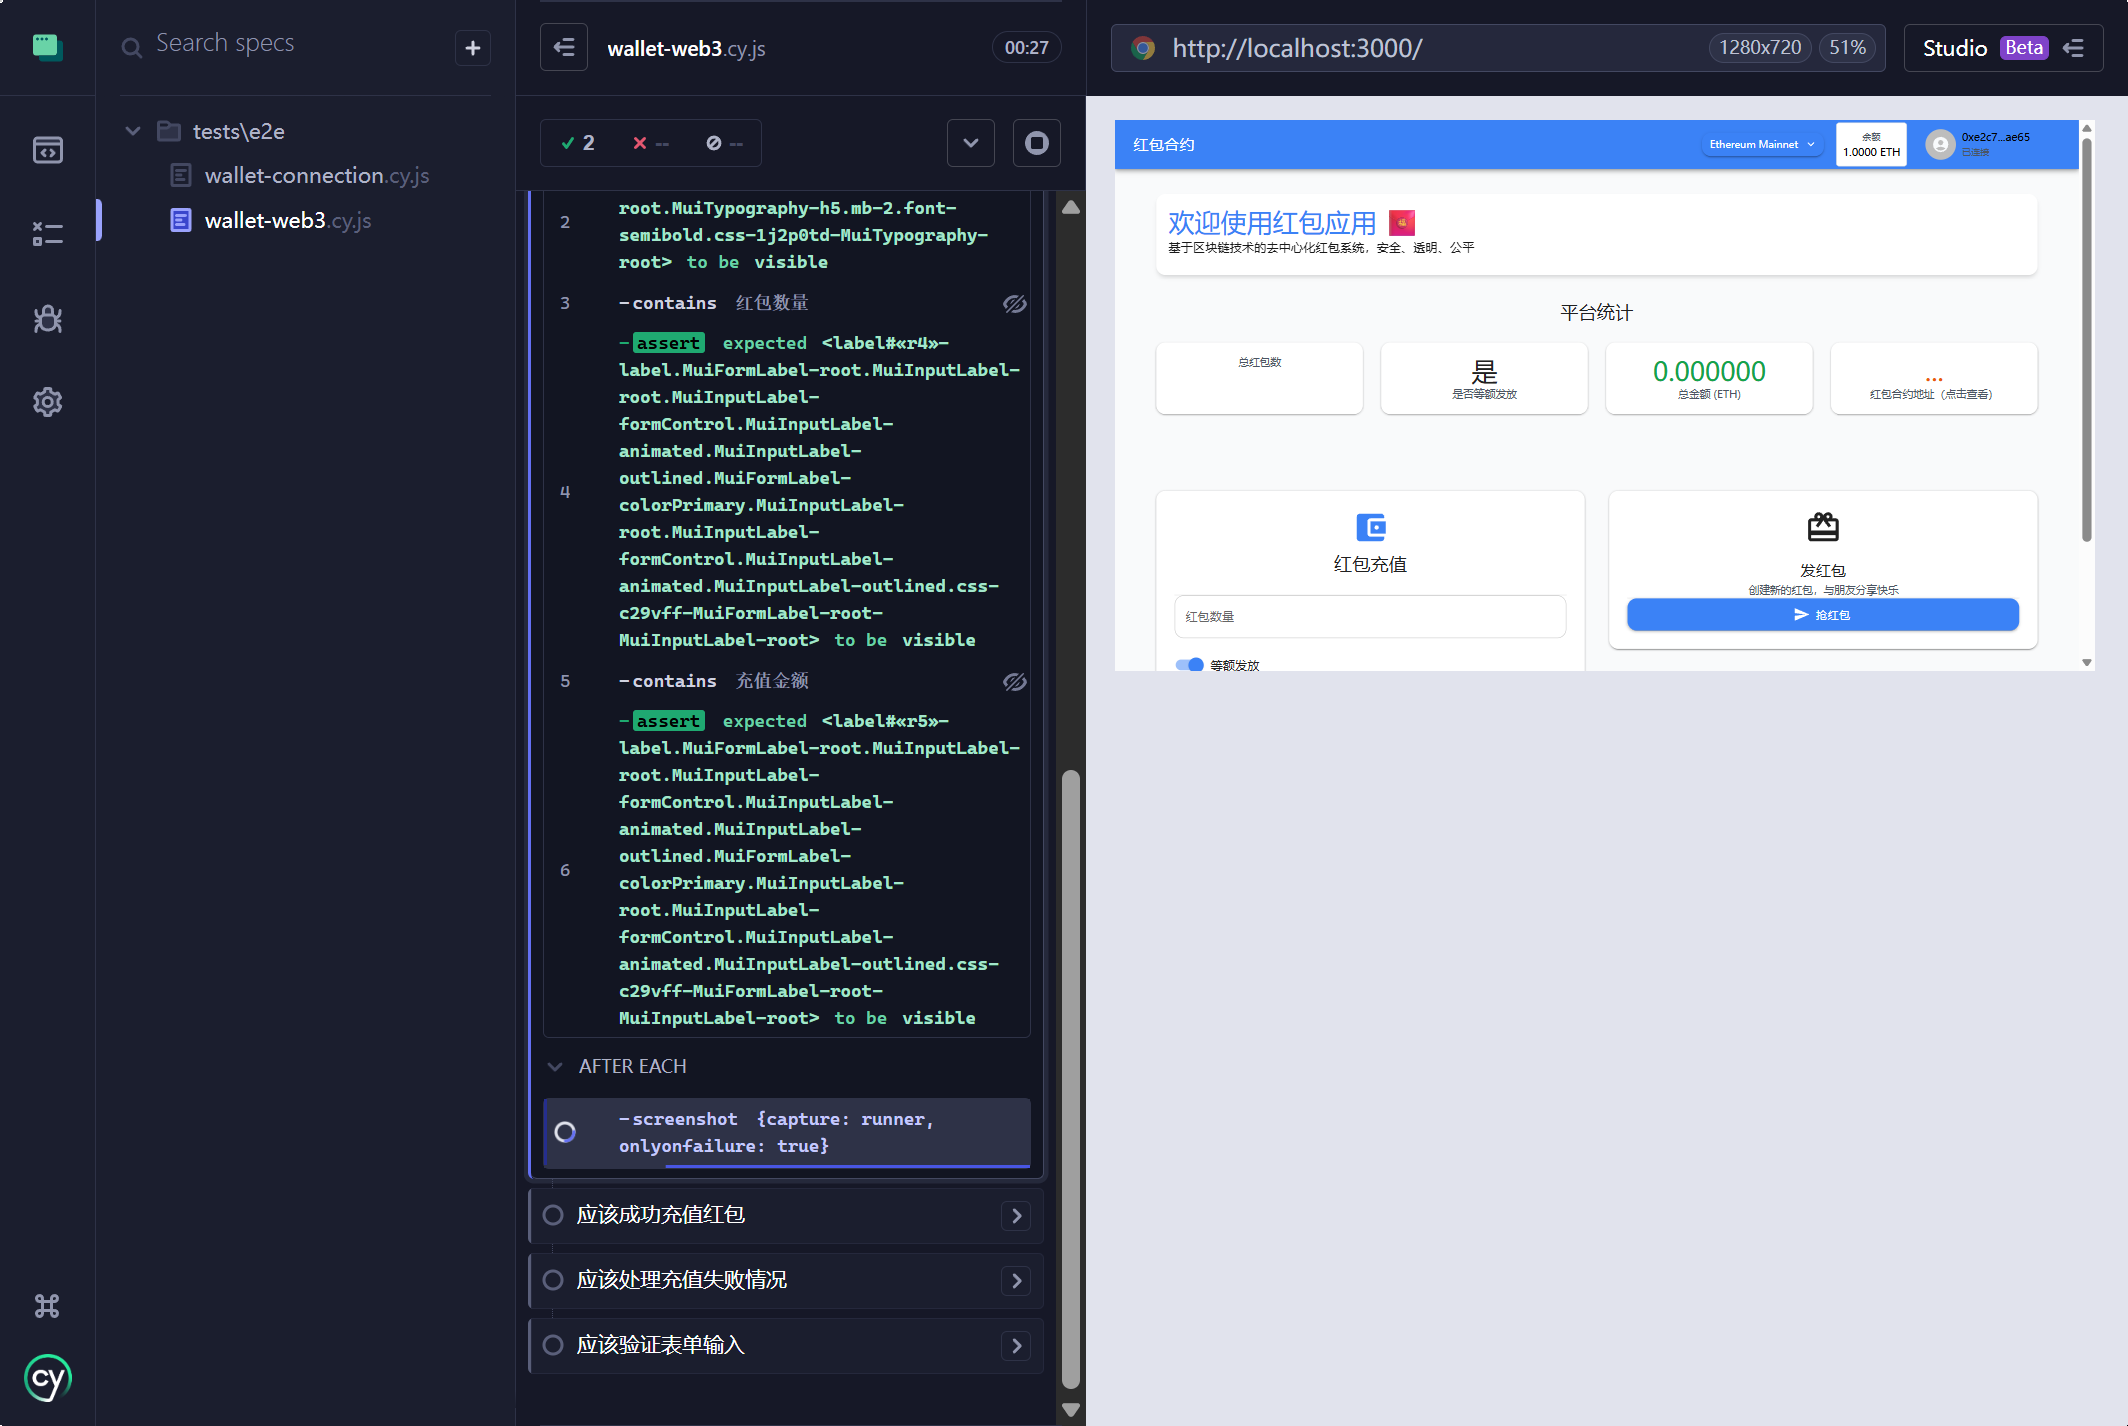 Search specs
tests\e2e
wallet-connection.cy.js
wallet-web3.cy.js
cy
wallet-web3.cy.js
00:27
2
--
--
2
root.MuiTypography-h5.mb-2.font-
semibold.css-1j2p0td-MuiTypography-
root> to be visible
3
-contains 红包数量
4
-assert expected <label#«r4»-
label.MuiFormLabel-root.MuiInputLabel-
root.MuiInputLabel-
formControl.MuiInputLabel-
animated.MuiInputLabel-
outlined.MuiFormLabel-
colorPrimary.MuiInputLabel-
root.MuiInputLabel-
formControl.MuiInputLabel-
animated.MuiInputLabel-outlined.css-
c29vff-MuiFormLabel-root-
MuiInputLabel-root> to be visible
5
-contains 充值金额
6
-assert expected <label#«r5»-
label.MuiFormLabel-root.MuiInputLabel-
root.MuiInputLabel-
formControl.MuiInputLabel-
animated.MuiInputLabel-
outlined.MuiFormLabel-
colorPrimary.MuiInputLabel-
root.MuiInputLabel-
formControl.MuiInputLabel-
animated.MuiInputLabel-outlined.css-
c29vff-MuiFormLabel-root-
MuiInputLabel-root> to be visible
AFTER EACH
-screenshot {capture: runner,
onlyonfailure: true}
应该成功充值红包
应该处理充值失败情况
应该验证表单输入
http://localhost:3000/
1280x720
51%
Studio Beta
红包合约
Ethereum Mainnet
余额
1.0000 ETH
0xe2c7...ae65
已连接
欢迎使用红包应用
基于区块链技术的去中心化红包系统，安全、透明、公平
平台统计
总红包数
是
是否等额发放
0.000000
总金额 (ETH)
...
红包合约地址（点击查看）
红包充值
红包数量
等额发放
发红包
创建新的红包，与朋友分享快乐
抢红包